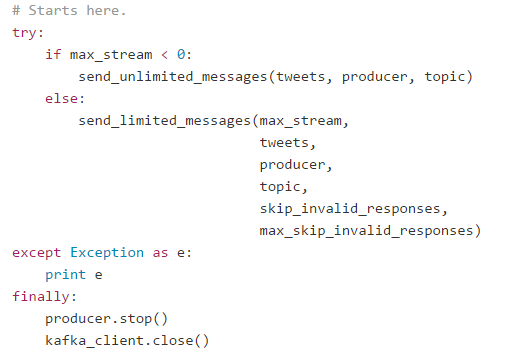 # Starts here.
try:
    if max_stream < 0:
        send_unlimited_messages(tweets, producer, topic)
    else:
        send_limited_messages(max_stream,
                              tweets,
                              producer,
                              topic,
                              skip_invalid_responses,
                              max_skip_invalid_responses)
except Exception as e:
    print e
finally:
    producer.stop()
    kafka_client.close()